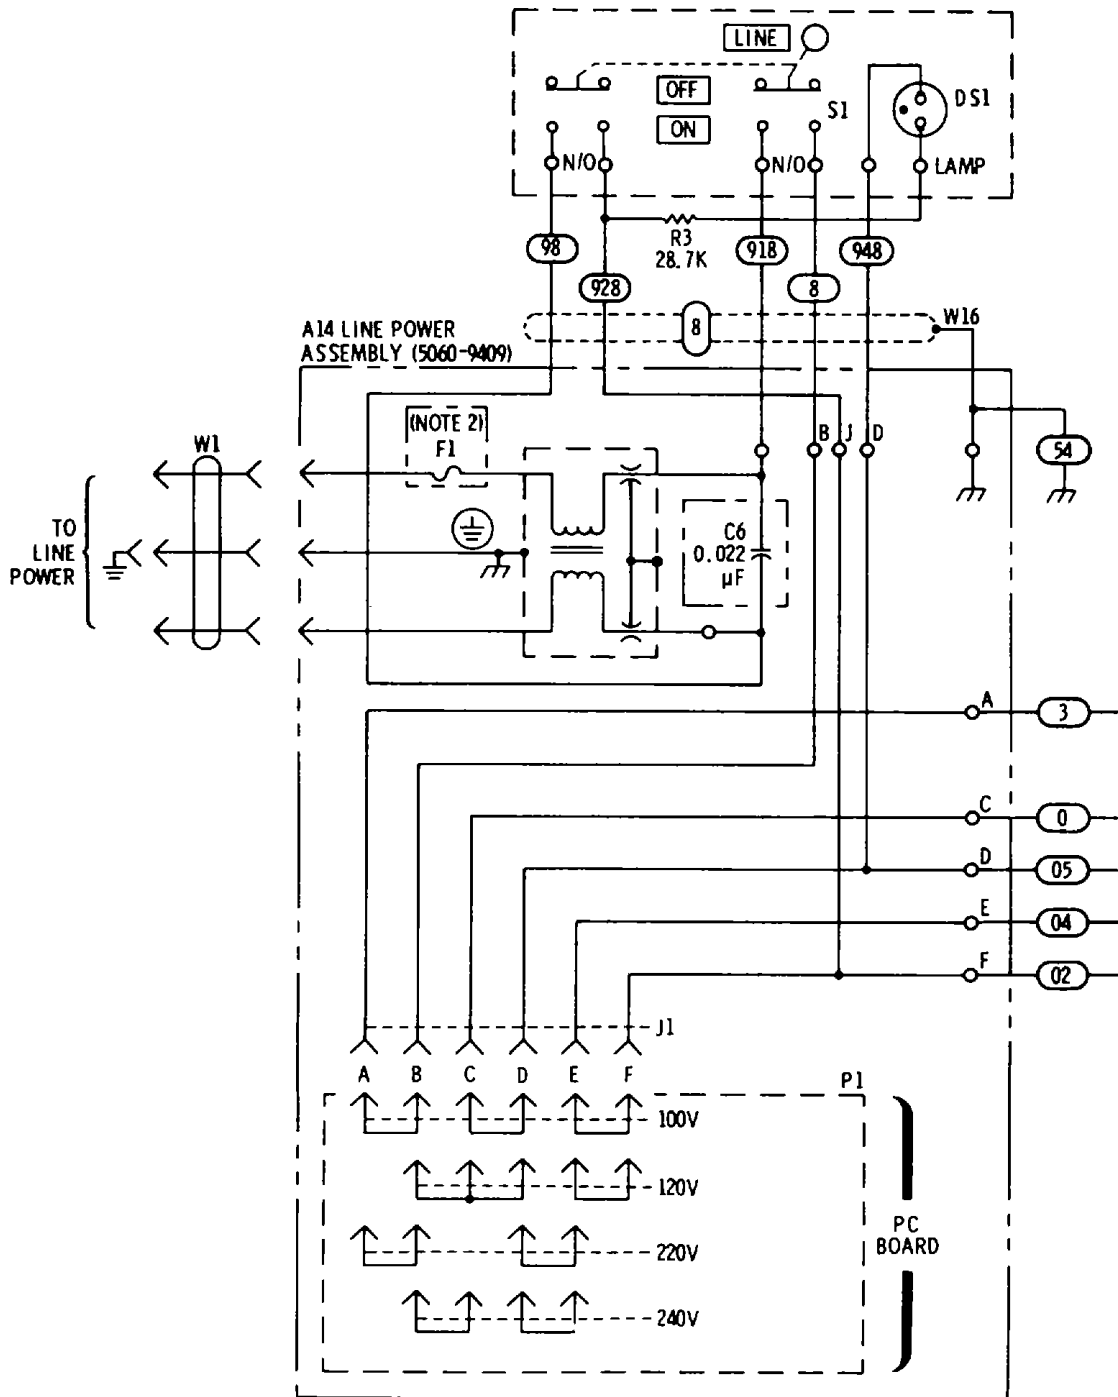 LINE
OFF
ON
S1
DS1
N/O
N/O
LAMP
R3
28.7K
98
918
948
928
8
8
W16
A14 LINE POWER
ASSEMBLY (5060-9409)
(NOTE 2)
F1
B J D
W1
54
TO
LINE
POWER
C6
0.022
µF
A
3
C
0
D
05
E
04
F
02
J1
A B C D E F
P1
100V
120V
220V
240V
PC
BOARD